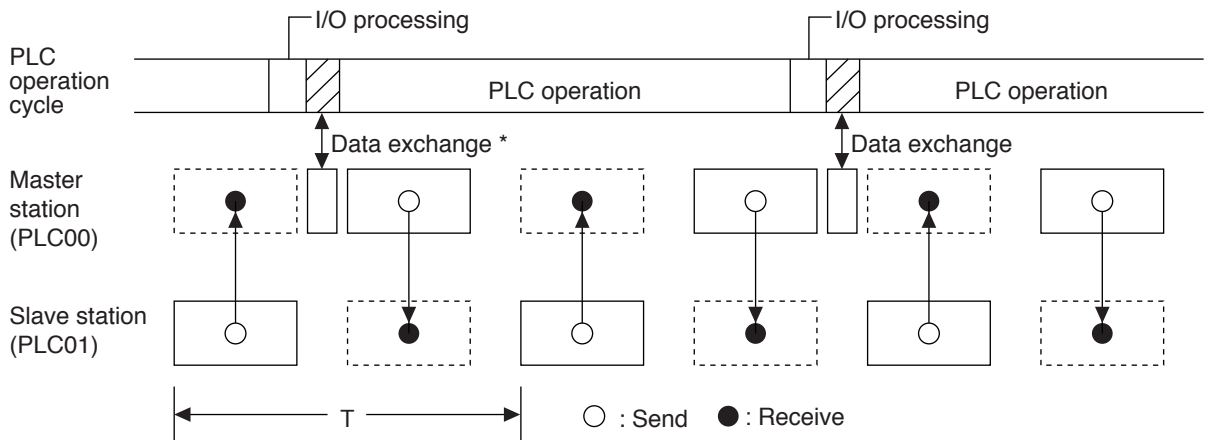 I/O processing
I/O processing
PLC
operation
cycle
PLC operation
PLC operation
Data exchange *
Data exchange
Master
station
(PLC00)
Slave station
(PLC01)
T
: Send
: Receive